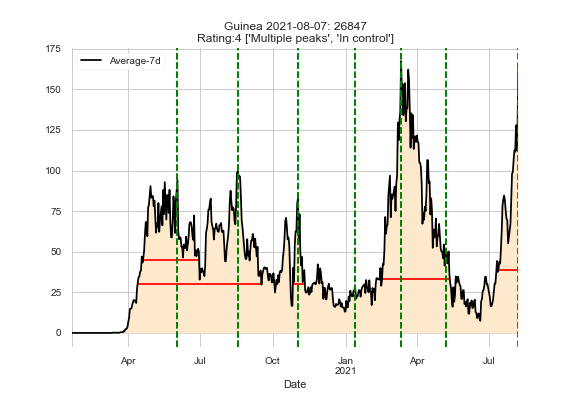 Guinea 2021-08-07: 26847
Rating:4 ['Multiple peaks', 'In control']
175
Average-7d
150
125
100
75
50
25
0
Apr Jul Oct Jan Apr Jul
2021
Date